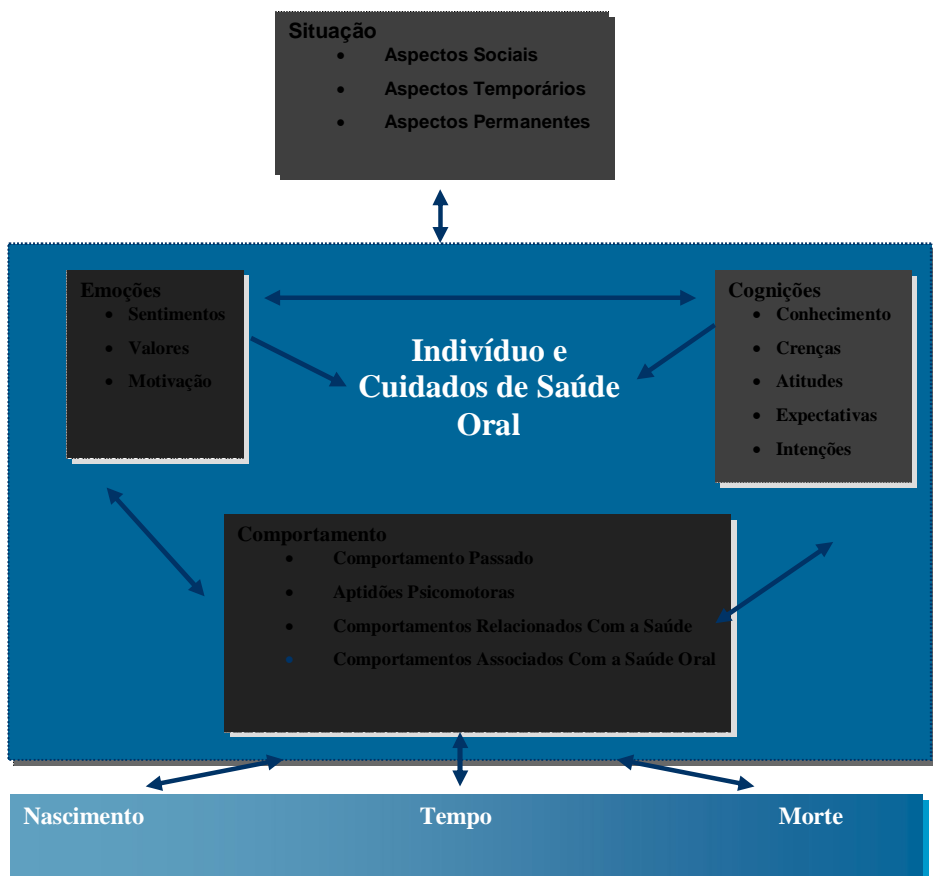 Situação
• Aspectos Sociais
• Aspectos Temporários
• Aspectos Permanentes
Emoções
• Sentimentos
• Valores
• Motivação
Indivíduo e
Cuidados de Saúde
Oral
Cognições
• Conhecimento
• Crenças
• Atitudes
• Expectativas
• Intenções
Comportamento
• Comportamento Passado
• Aptidões Psicomotoras
• Comportamentos Relacionados Com a Saúde
• Comportamentos Associados Com a Saúde Oral
Nascimento Tempo Morte